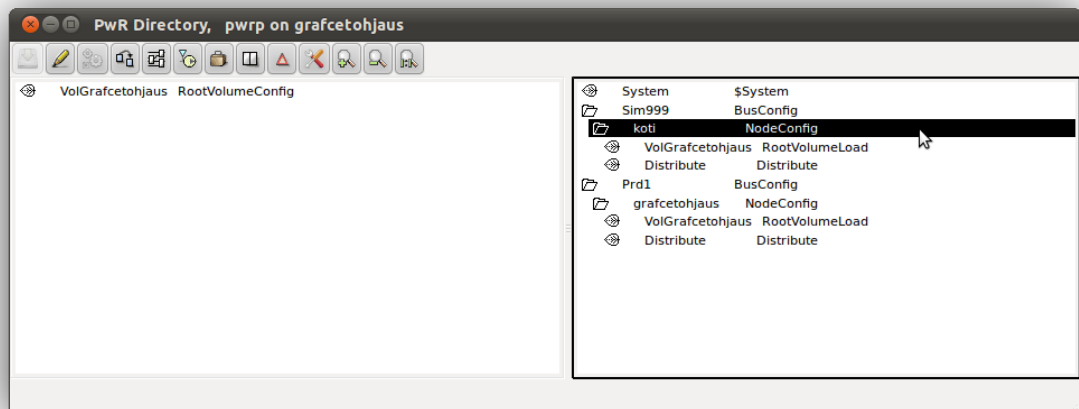 PwR Directory, pwrp on grafcetohjaus
VolGrafcetohjaus RootVolumeConfig
System $System
Sim999 BusConfig
koti NodeConfig
VolGrafcetohjaus RootVolumeLoad
Distribute Distribute
Prd1 BusConfig
grafcetohjaus NodeConfig
VolGrafcetohjaus RootVolumeLoad
Distribute Distribute